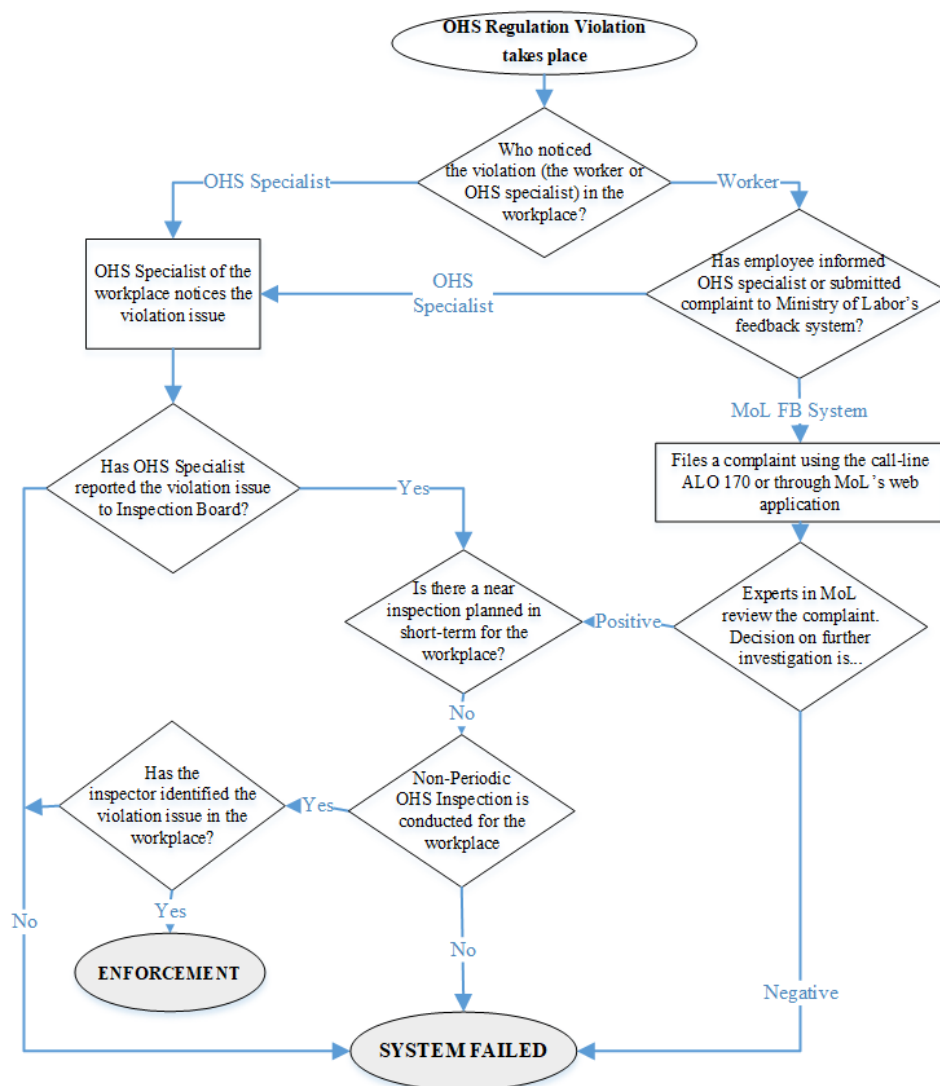 OHS Regulation Violation
takes place
Who noticed
the violation (the worker or
OHS specialist) in the
workplace?
OHS Specialist
Worker
OHS Specialist of the
workplace notices the
violation issue
OHS
Specialist
Has employee informed
OHS specialist or submitted
complaint to Ministry of Labor’s
feedback system?
MoL FB System
Files a complaint using the call-line
ALO 170 or through MoL’s web
application
Has OHS Specialist
reported the violation issue
to Inspection Board?
Yes
Is there a near
inspection planned in
short-term for the
workplace?
Positive
Experts in MoL
review the complaint.
Decision on further
investigation is...
No
Has the
inspector identified the
violation issue in the
workplace?
Yes
Non-Periodic
OHS Inspection is
conducted for the
workplace
No
Yes
No
Negative
ENFORCEMENT
SYSTEM FAILED